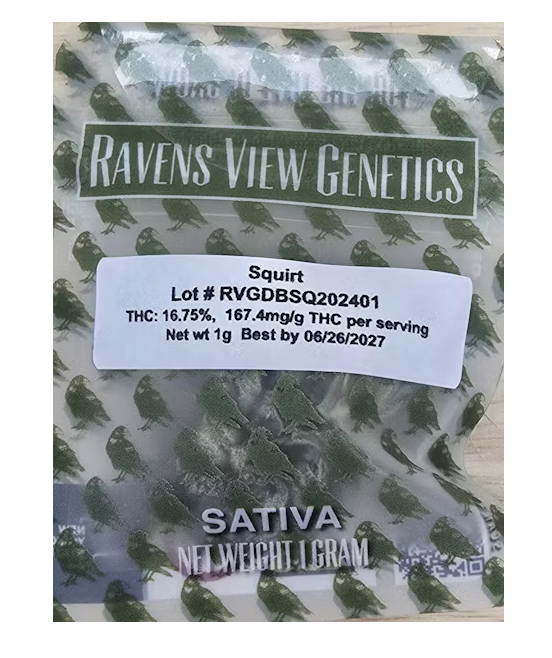 RAVENS VIEW GENETICS
Squirt
Lot # RVGDBSQ202401
THC: 16.75%, 167.4mg/g THC per serving
Net wt 1g Best by 06/26/2027
SATIVA
NET WEIGHT 1 GRAM